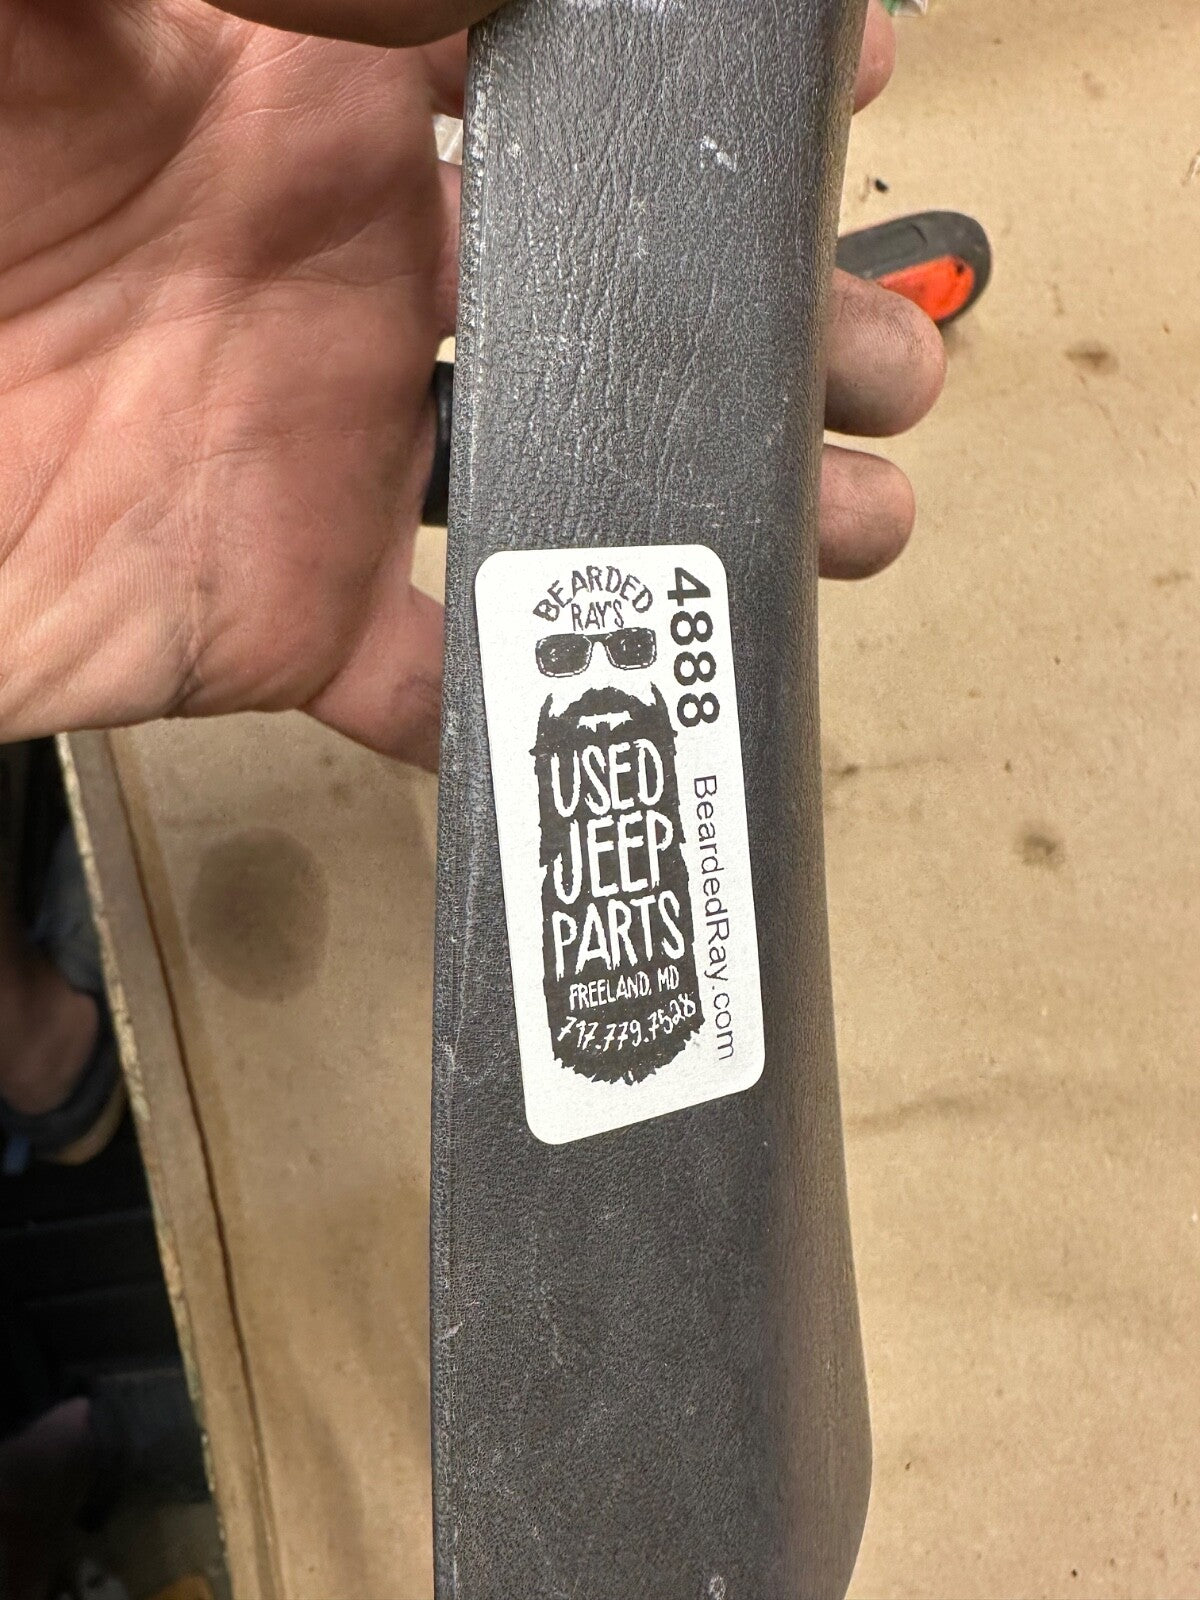 BEARDED
RAY'S
USED
JEEP
PARTS
FREELAND, MD
717.779.7528
4888 BeardedRay.com